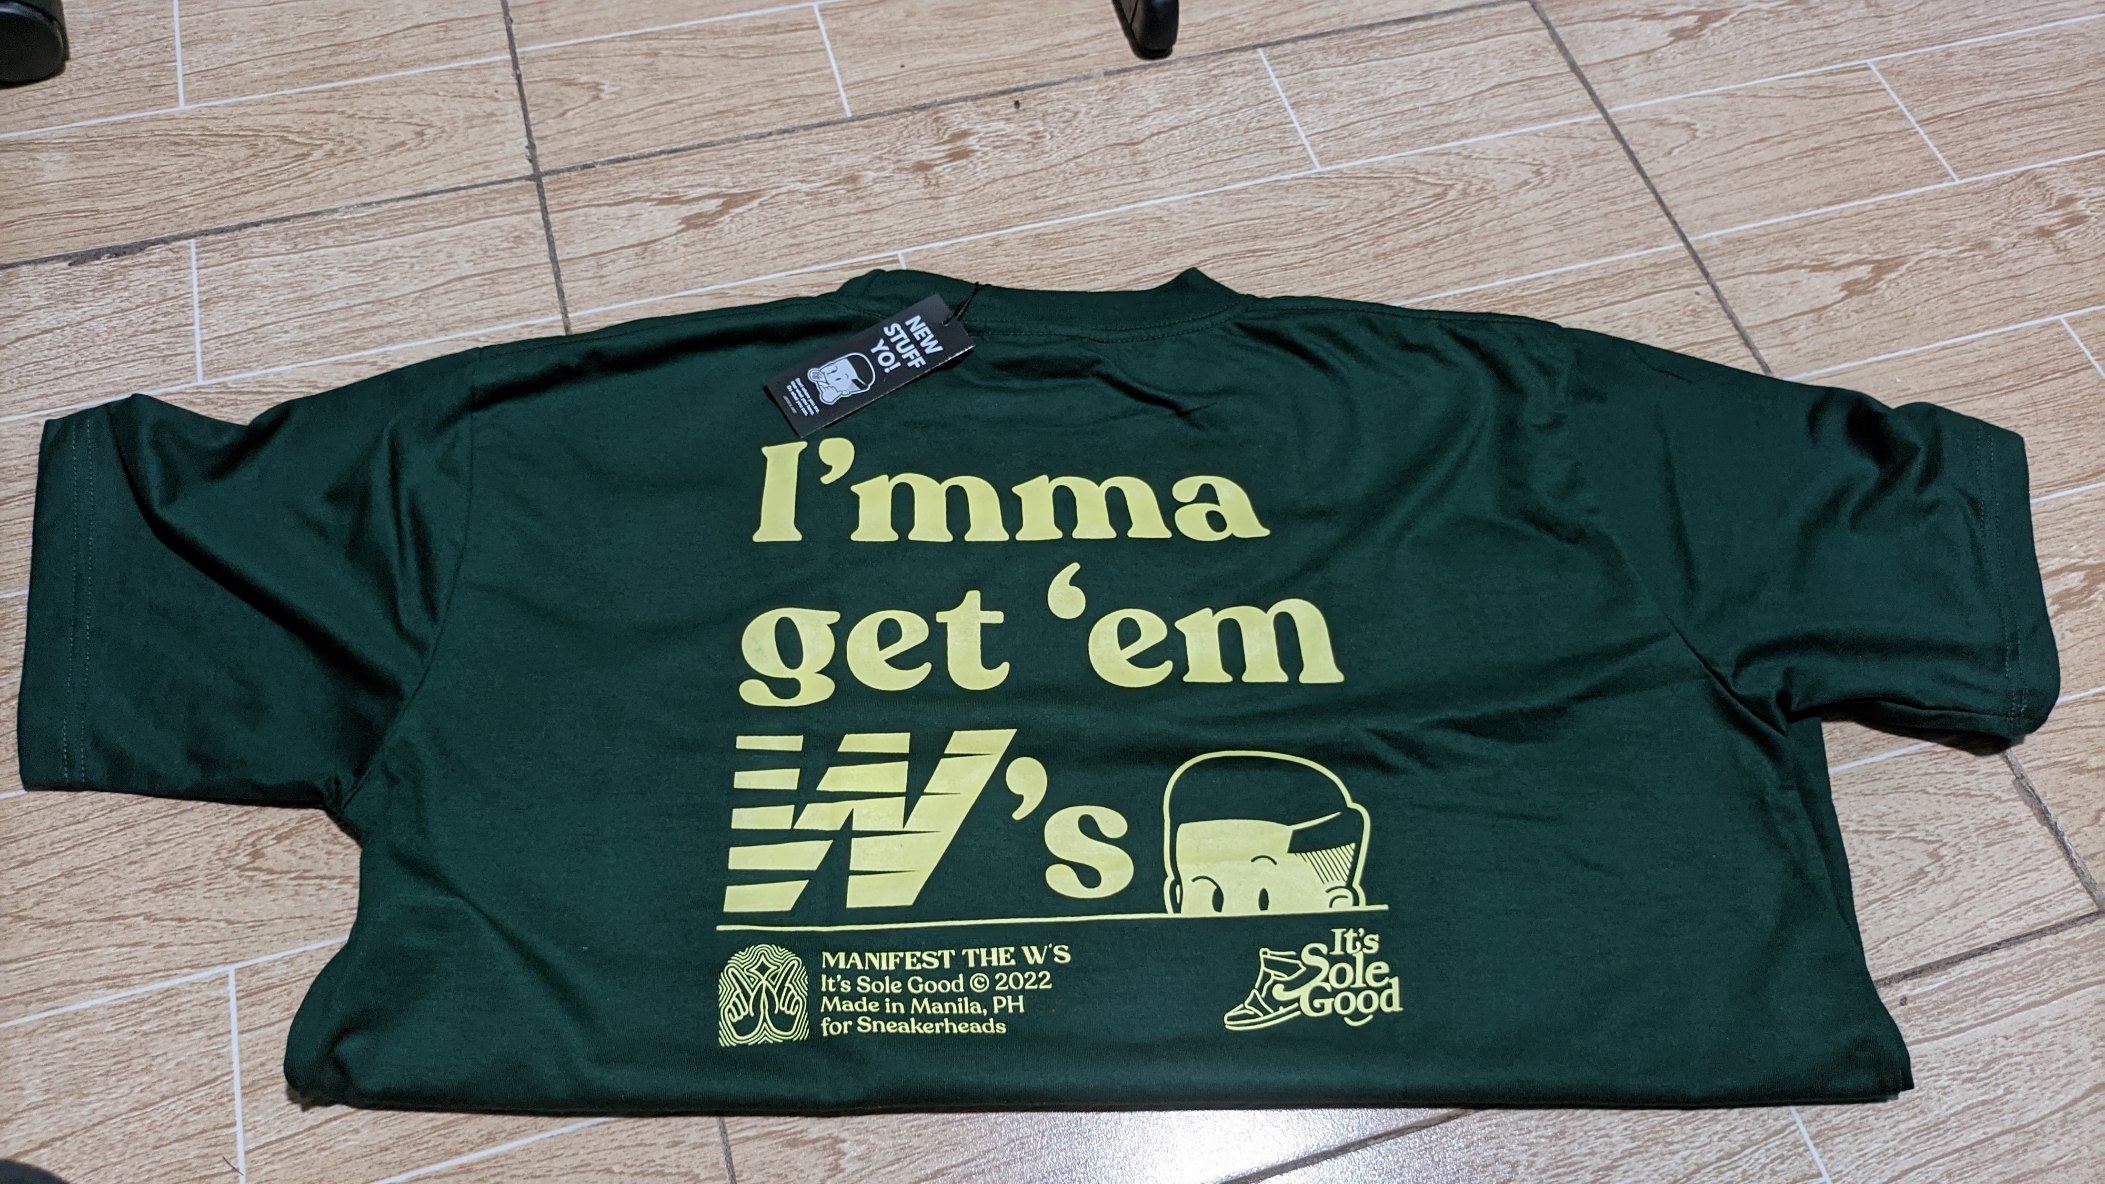 NEW
STUFF
YO!
I’mma
get ‘em
W’s
MANIFEST THE W'S
It's Sole Good © 2022
Made in Manila, PH
for Sneakerheads
It's
Sole
Good